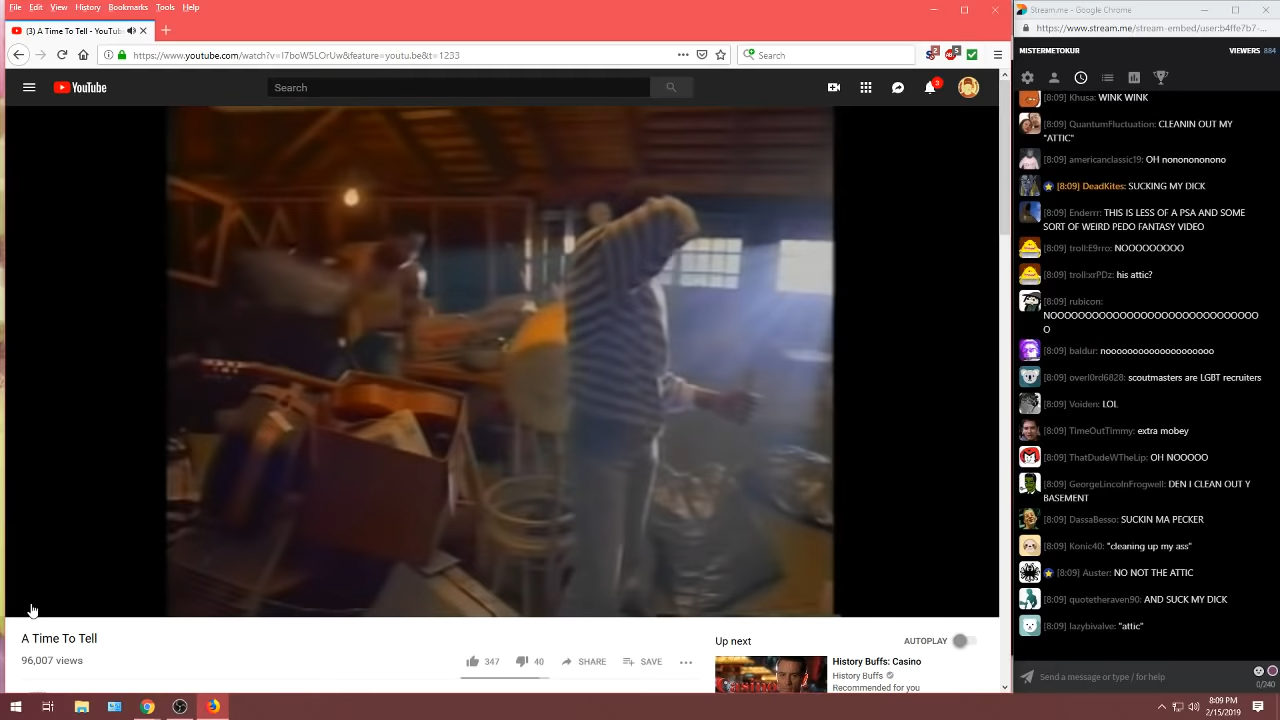 File Edit View History Bookmarks Tools Help
(3) A Time To Tell - YouTube
https://www.youtube.com/watch?v=I7boW5LOrUw&feature=youtu.be&t=1233
Search
2
5
YouTube
Search
3
A Time To Tell
96,007 views
347
40
SHARE
SAVE
Up next
AUTOPLAY
History Buffs: Casino
History Buffs
Recommended for you
Stream.me - Google Chrome
https://www.stream.me/stream-embed/user:b4ffe7b7-...
MISTERMETOKUR
VIEWERS 884
[8:09] Khusa: WINK WINK
[8:09] QuantumFluctuation: CLEANIN OUT MY
"ATTIC"
[8:09] americanclassic19: OH nonononono​no
[8:09] DeadKites: SUCKING MY DICK
[8:09] Enderrr: THIS IS LESS OF A PSA AND SOME
SORT OF WEIRD PEDO FANTASY VIDEO
[8:09] troll:E9rro: NOOOOOOOOO
[8:09] troll:xrPDz: his attic?
[8:09] rubicon:
NOOOOOOOOOOOOOOOOOOOOOOOOOOOOOO
O
[8:09] baldur: noooooooooooooooooooo
[8:09] overl0rd6828: scoutmasters are LGBT recruiters
[8:09] Voiden: LOL
[8:09] TimeOutTimmy: extra mobey
[8:09] ThatDudeWTheLip: OH NOOOOO
[8:09] GeorgeLincolnFrogwell: DEN I CLEAN OUT Y
BASEMENT
[8:09] DassaBesso: SUCKIN MA PECKER
[8:09] Konic40: "cleaning up my ass"
[8:09] Auster: NO NOT THE ATTIC
[8:09] quotetheraven90: AND SUCK MY DICK
[8:09] lazybivalve: "attic"
Send a message or type / for help
0/240
8:09 PM
2/15/2019